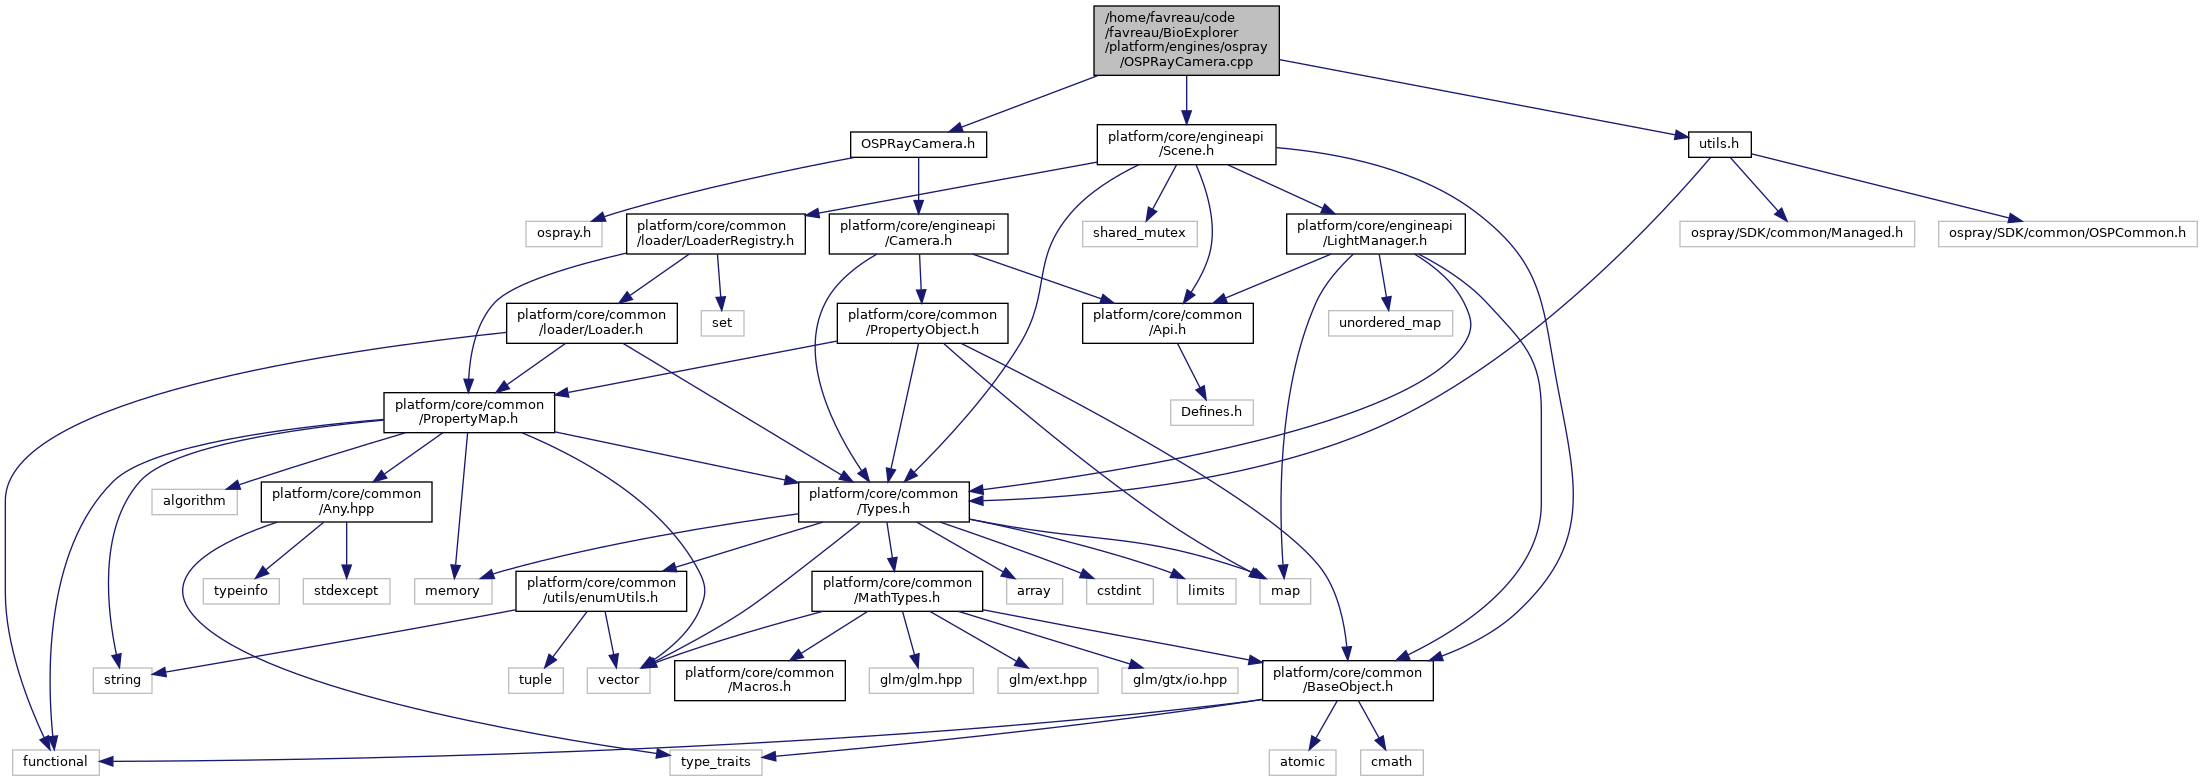 /home/favreau/code
/favreau/BioExplorer
/platform/engines/ospray
/OSPRayCamera.cpp
OSPRayCamera.h
platform/core/engineapi
/Scene.h
utils.h
ospray.h
platform/core/common
/loader/LoaderRegistry.h
platform/core/engineapi
/Camera.h
shared_mutex
platform/core/engineapi
/LightManager.h
ospray/SDK/common/Managed.h
ospray/SDK/common/OSPCommon.h
platform/core/common
/loader/Loader.h
set
platform/core/common
/PropertyObject.h
platform/core/common
/Api.h
unordered_map
platform/core/common
/PropertyMap.h
Defines.h
algorithm
platform/core/common
/Any.hpp
platform/core/common
/Types.h
typeinfo
stdexcept
memory
platform/core/common
/utils/enumUtils.h
platform/core/common
/MathTypes.h
array
cstdint
limits
map
string
tuple
vector
platform/core/common
/Macros.h
glm/glm.hpp
glm/ext.hpp
glm/gtx/io.hpp
platform/core/common
/BaseObject.h
functional
type_traits
atomic
cmath